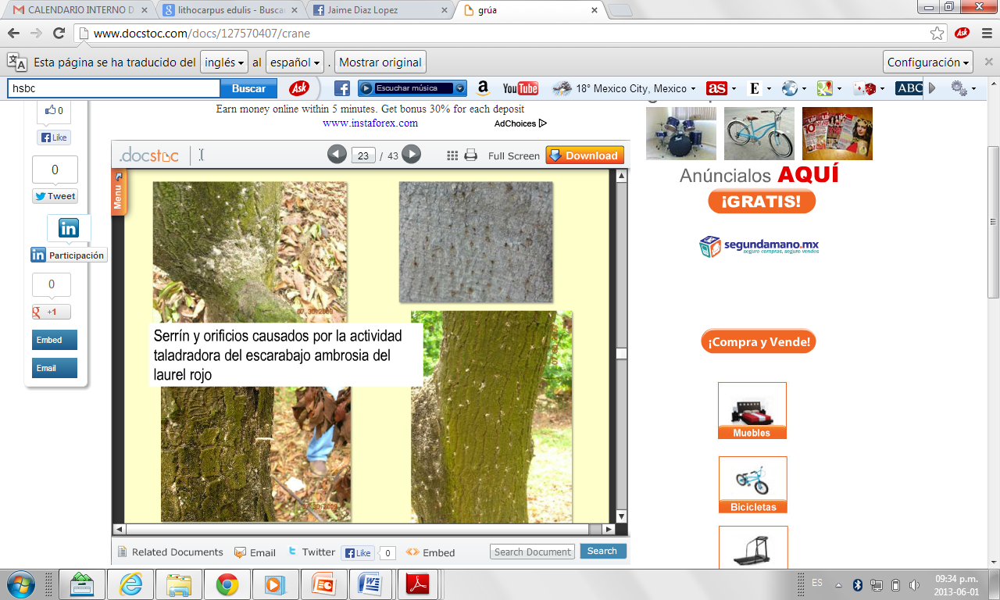 CALENDARIO INTERNO D
lithocarpus edulis - Busca
Jaime Diaz Lopez
grúa
www.docstoc.com/docs/127570407/crane
Ask
Esta página se ha traducido del inglés al español . Mostrar original Configuración
hsbc Buscar Ask Escuchar música a YouTube 18° Mexico City, Mexico as E ABC
0
Like
0
Tweet
in
Participación
0
+1
Embed
Email
Earn money online within 5 minutes. Get bonus 30% for each deposit
www.instaforex.com AdChoices
.docstoc 23 / 43 Full Screen Download
Menu
07.30.2009
Serrín y orificios causados por la actividad
taladradora del escarabajo ambrosia del
laurel rojo
07.30.2009
Related Documents Email Twitter Like 0 Embed Search Document Search
Anúncialos AQUÍ
¡GRATIS!
segundamano.mx
seguro compras, seguro vendes
¡Compra y Vende!
Muebles
Bicicletas
ES 09:34 p.m.
2013-06-01